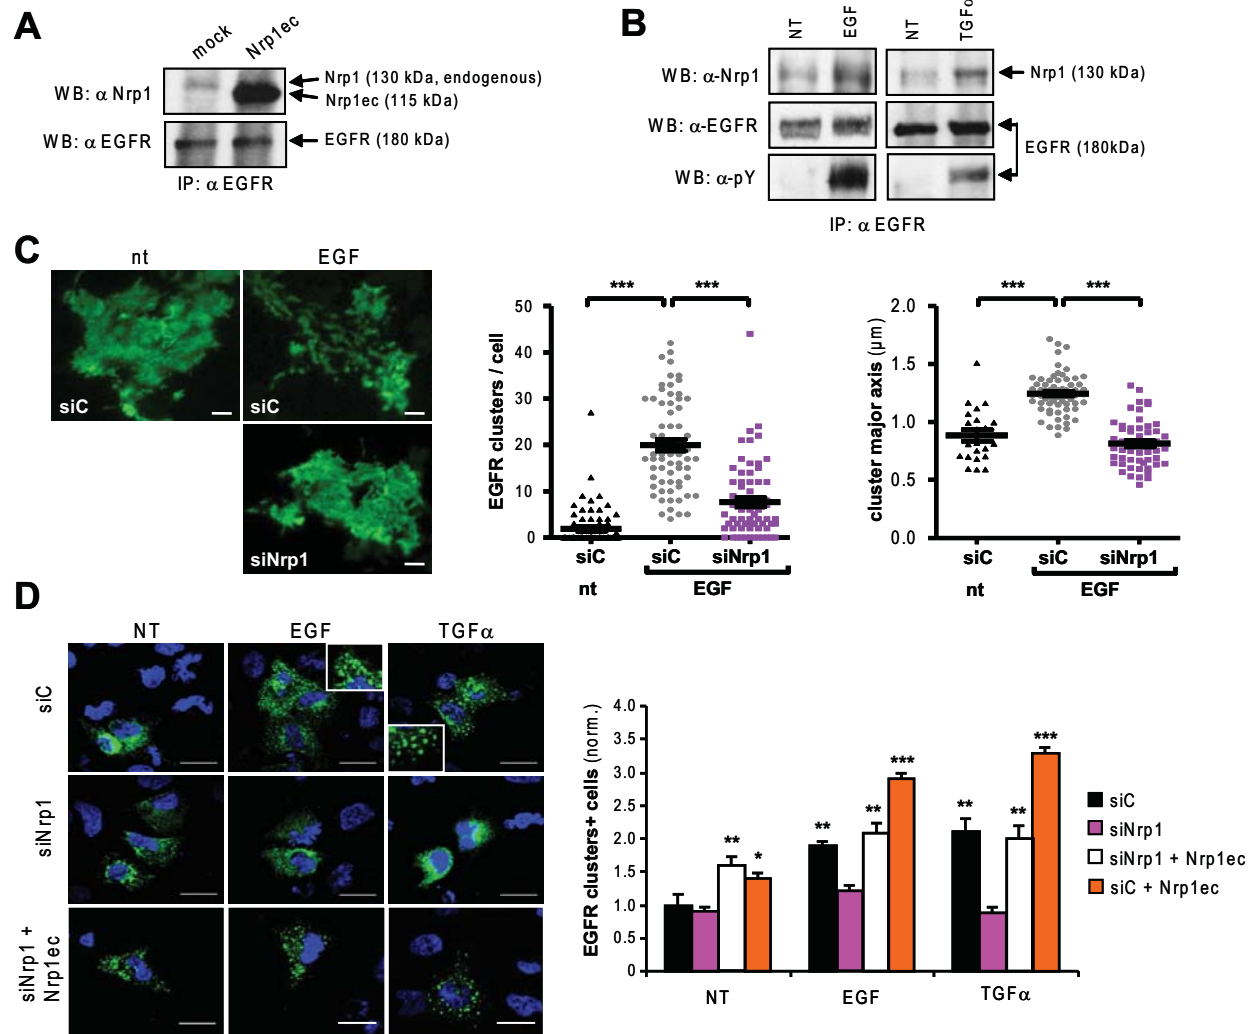 A
mock
Nrp1ec
WB: α Nrp1
Nrp1 (130 kDa, endogenous)
Nrp1ec (115 kDa)
WB: α EGFR
EGFR (180 kDa)
IP: α EGFR
B
NT
EGF
NT
TGFα
WB: α-Nrp1
Nrp1 (130 kDa)
WB: α-EGFR
EGFR (180kDa)
WB: α-pY
IP: α EGFR
C
nt
EGF
siC
siC
siNrp1
EGFR clusters / cell
50
40
30
20
10
0
***
***
siC
siC
siNrp1
nt
EGF
cluster major axis (µm)
2.0
1.5
1.0
0.5
0.0
***
***
siC
siC
siNrp1
nt
EGF
D
NT
EGF
TGFα
siC
siNrp1
siNrp1 +
Nrp1ec
EGFR clusters+ cells (norm.)
4.0
3.5
3.0
2.5
2.0
1.5
1.0
0.5
0
**
*
**
**
***
**
**
***
NT
EGF
TGFα
siC
siNrp1
siNrp1 + Nrp1ec
siC + Nrp1ec